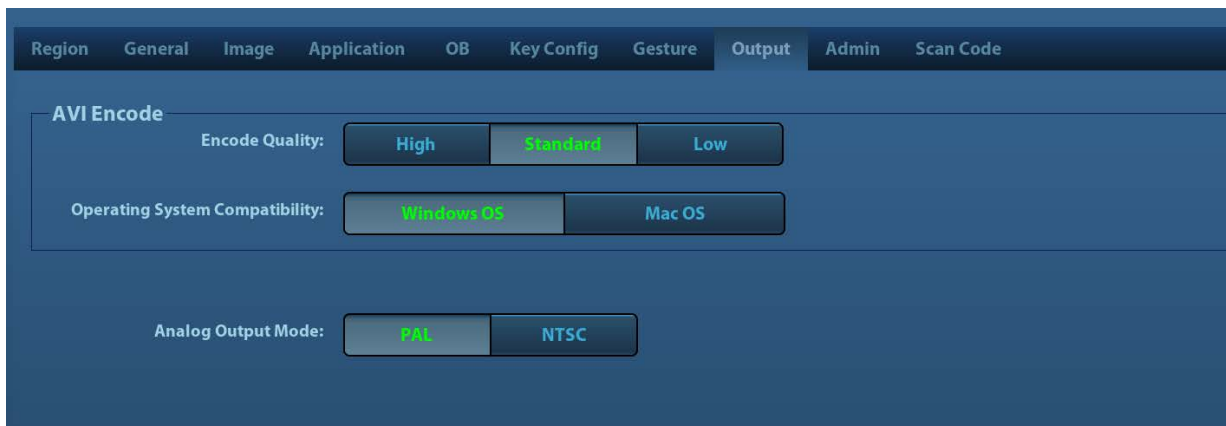 Region General Image Application OB Key Config Gesture Output Admin Scan Code
AVI Encode
Encode Quality: High Standard Low
Operating System Compatibility: Windows OS Mac OS
Analog Output Mode: PAL NTSC